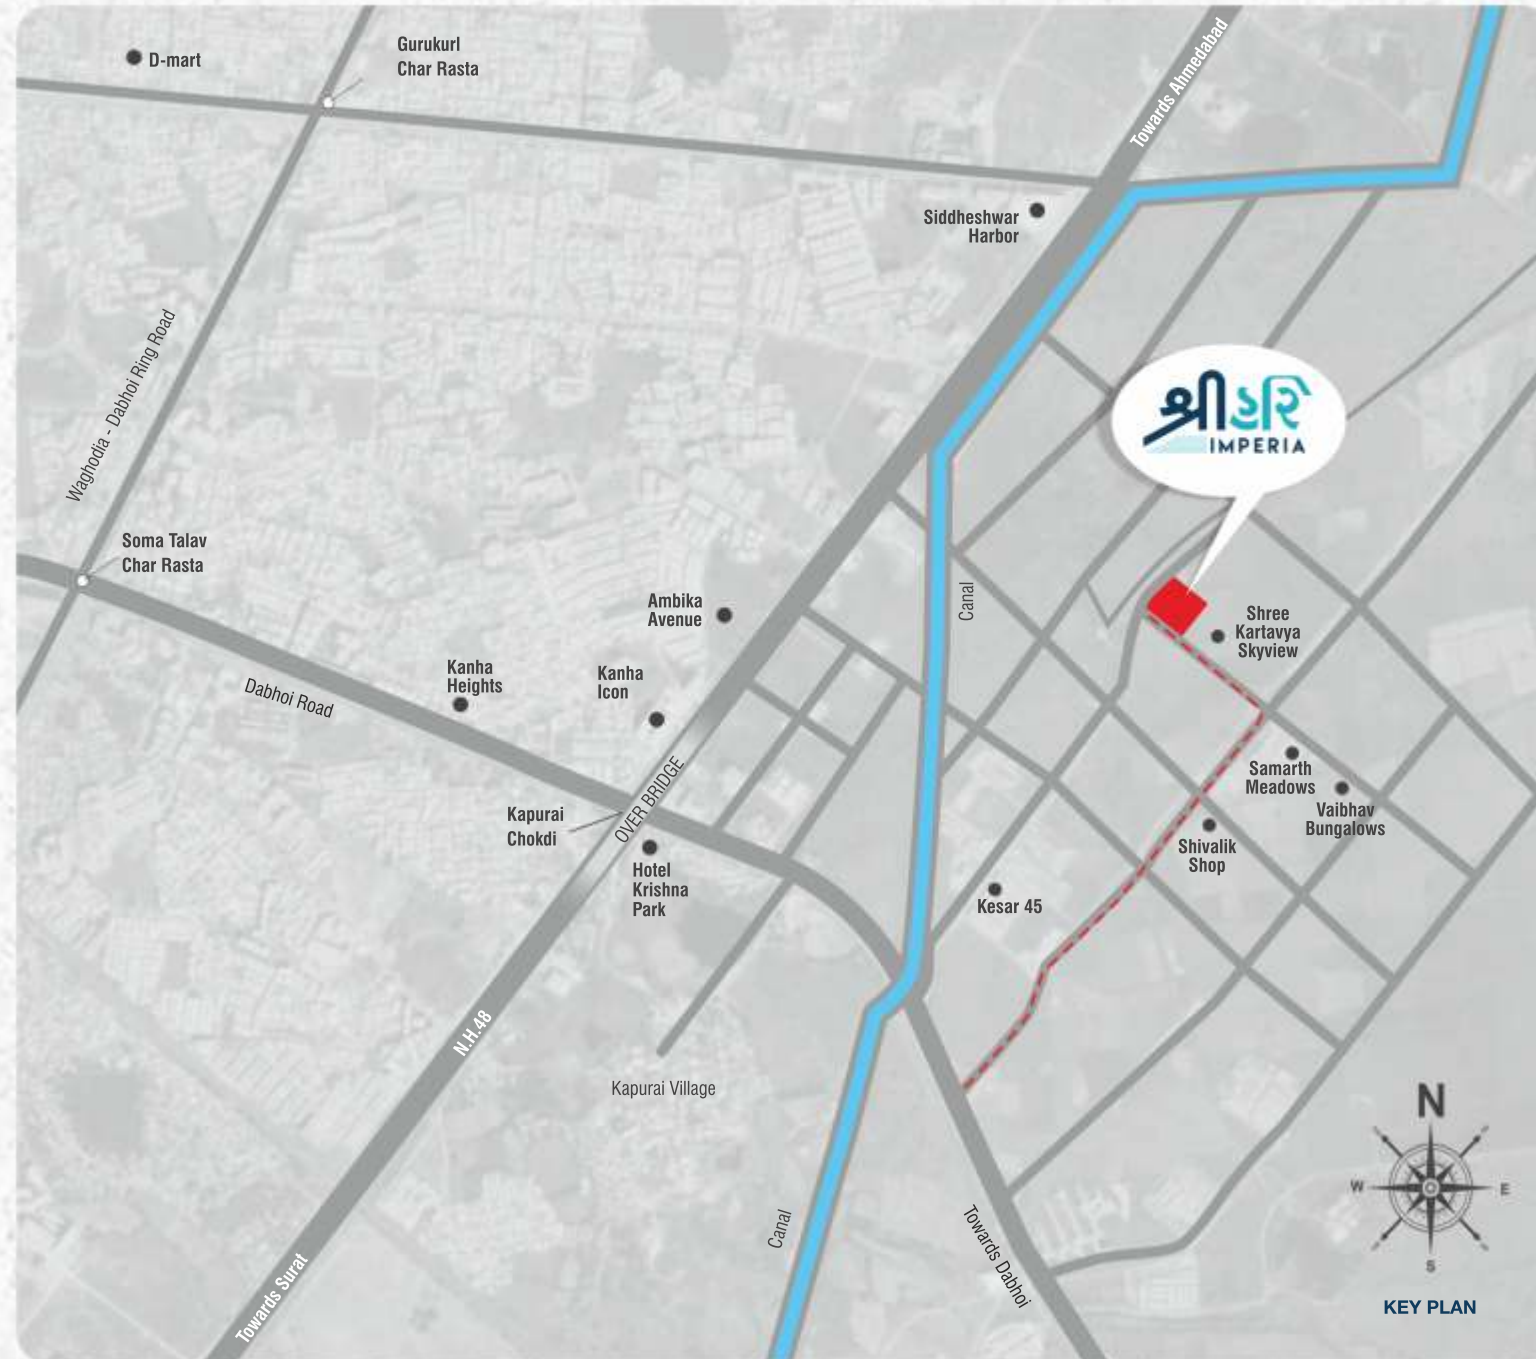 D-mart
Gurukurl
Char Rasta
Towards Ahmedabad
Siddheshwar
Harbor
Waghodia - Dabhoi Ring Road
श्री હરિ
IMPERIA
Soma Talav
Char Rasta
Canal
Ambika
Avenue
Shree
Kartavya
Skyview
Kanha
Heights
Kanha
Icon
Dabhoi Road
OVER BRIDGE
Samarth
Meadows
Vaibhav
Bungalows
Kapurai
Chokdi
Shivalik
Shop
Hotel
Krishna
Park
Kesar 45
N.H.48
Kapurai Village
N
W
E
S
Canal
Towards Dabhoi
Towards Surat
KEY PLAN